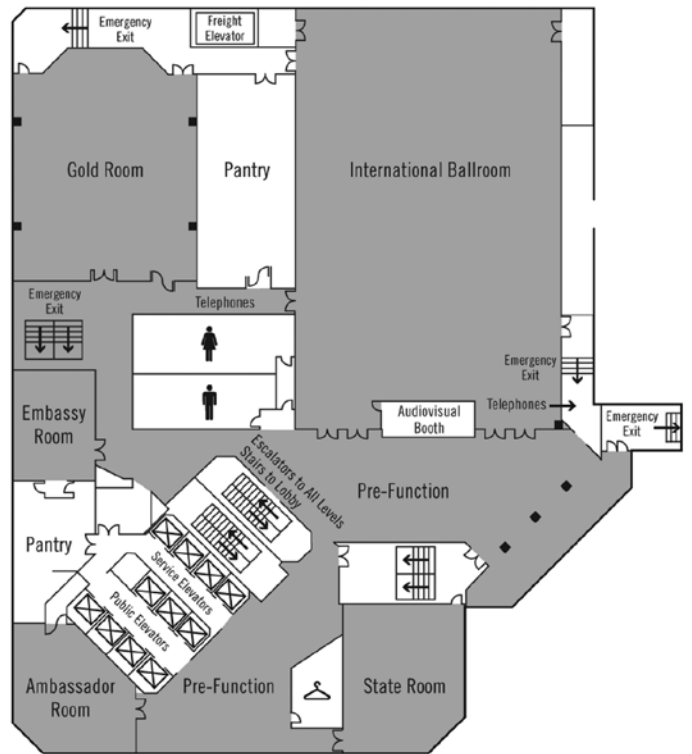 Emergency
Exit
Freight
Elevator
Gold Room
Pantry
International Ballroom
Emergency
Exit
Telephones
Emergency
Exit
Telephones
Embassy
Room
Audiovisual
Booth
Emergency
Exit
Escalators to All Levels
Stairs to Lobby
Pre-Function
Pantry
Service Elevators
Public Elevators
Ambassador
Room
Pre-Function
State Room